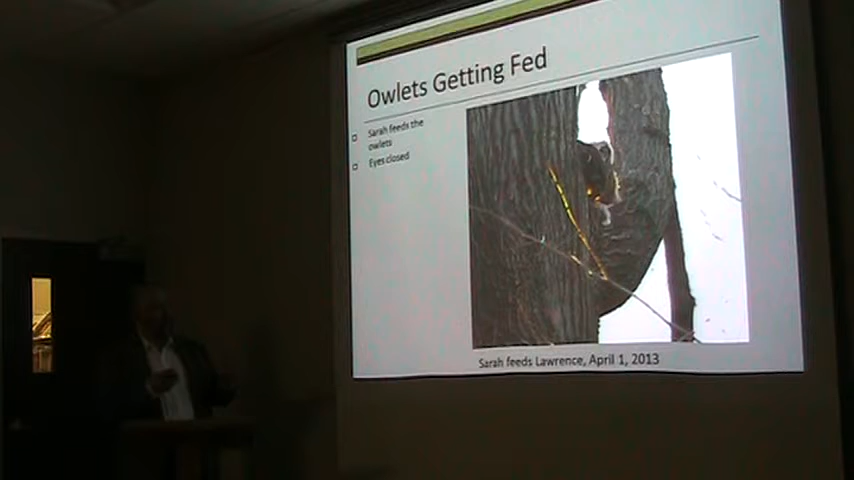 Owlets Getting Fed
Sarah feeds the
owlets
Eyes closed
Sarah feeds Lawrence, April 1, 2013